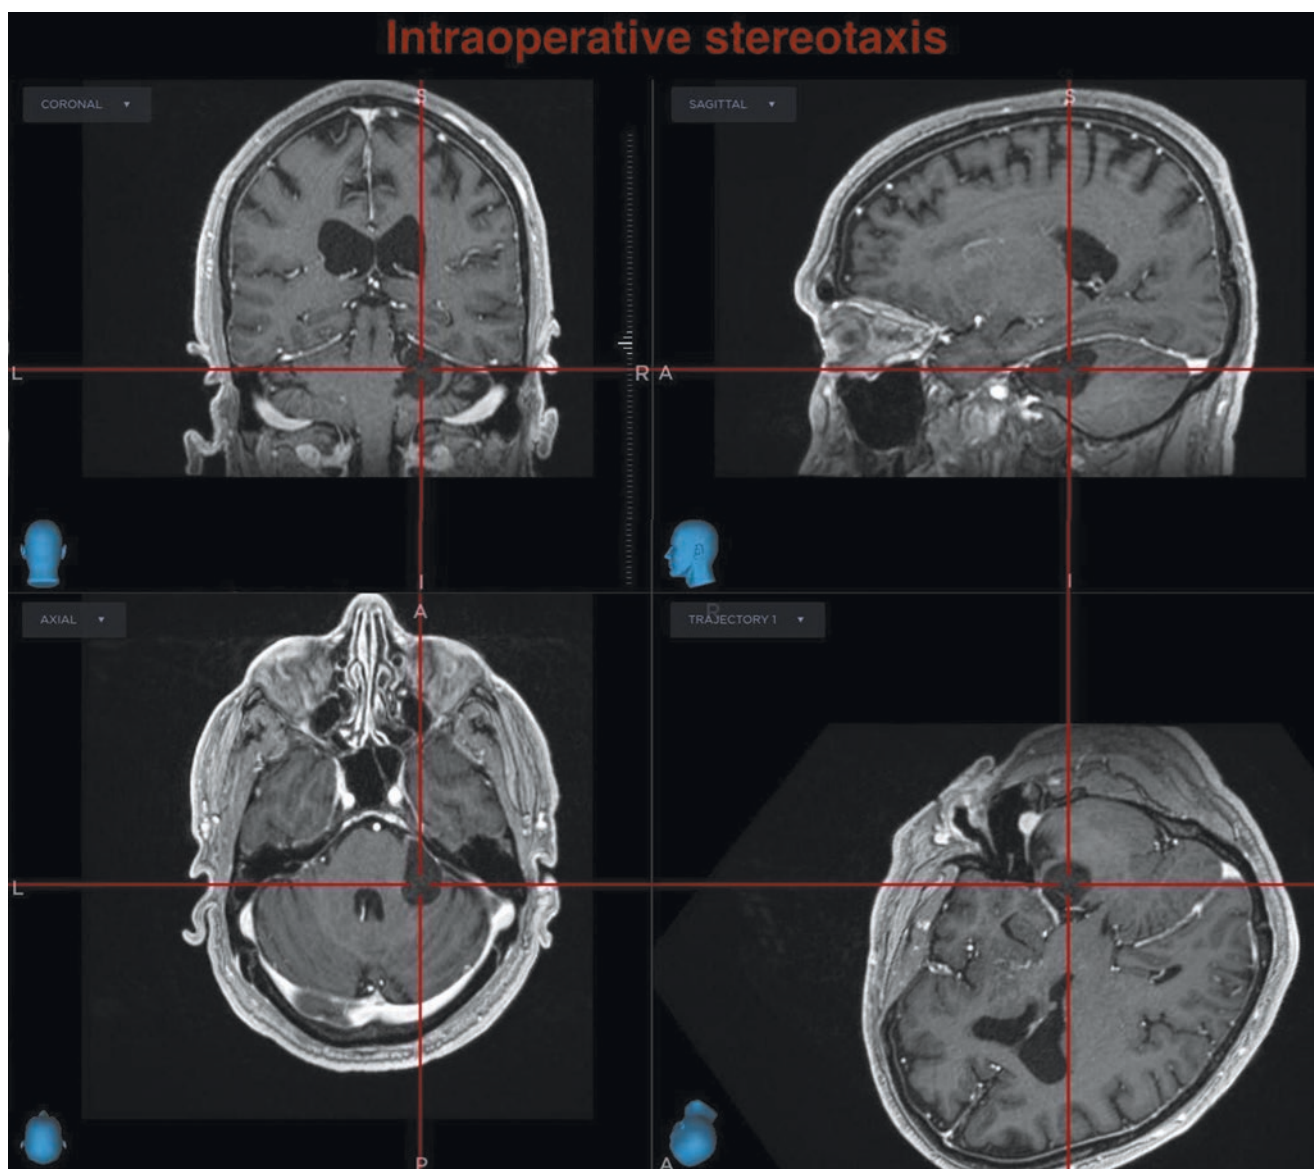 Intraoperative stereotaxis
CORONAL
S
L
R
I
SAGITTAL
S
A
I
AXIAL
A
L
P
TRAJECTORY 1
R
A